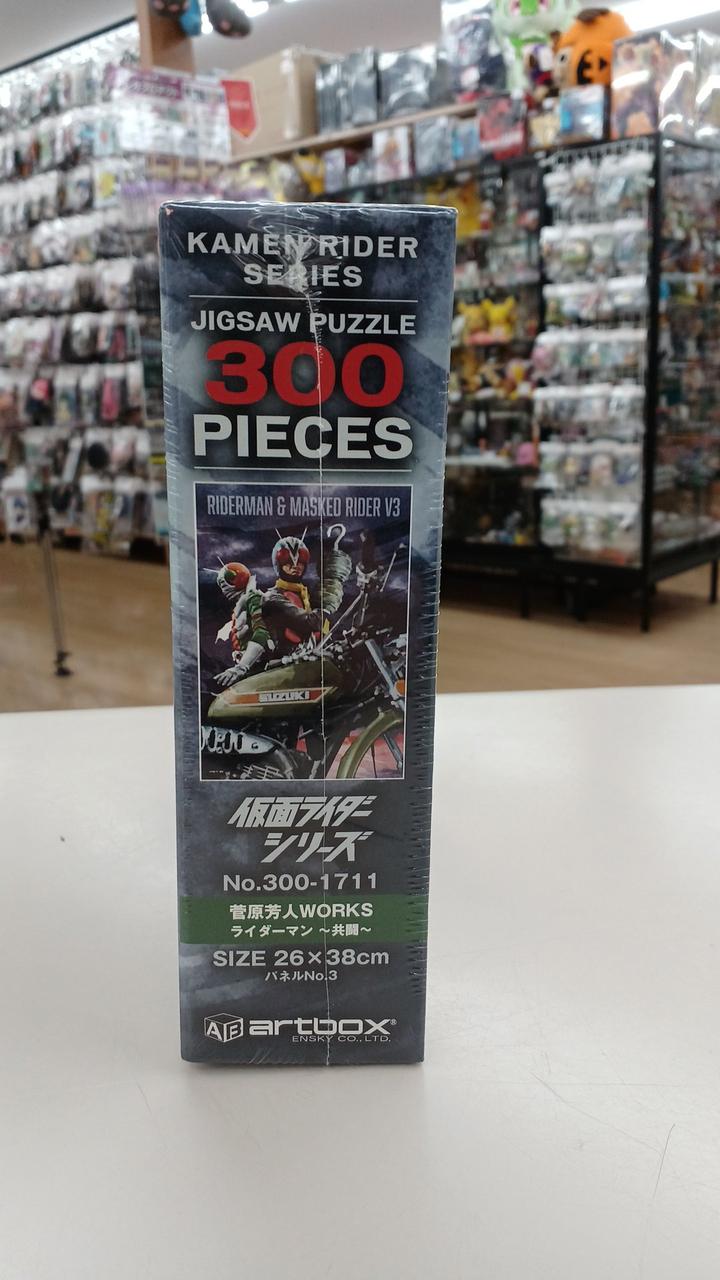 KAMEN RIDER
SERIES
JIGSAW PUZZLE
300
PIECES
RIDERMAN & MASKED RIDER V3
SUZUKI
仮面ライダー
シリーズ
No.300-1711
菅原芳人WORKS
ライダーマン ～共闘～
SIZE 26×38cm
パネルNo.3
AB artbox®
ENSKY CO.,LTD.